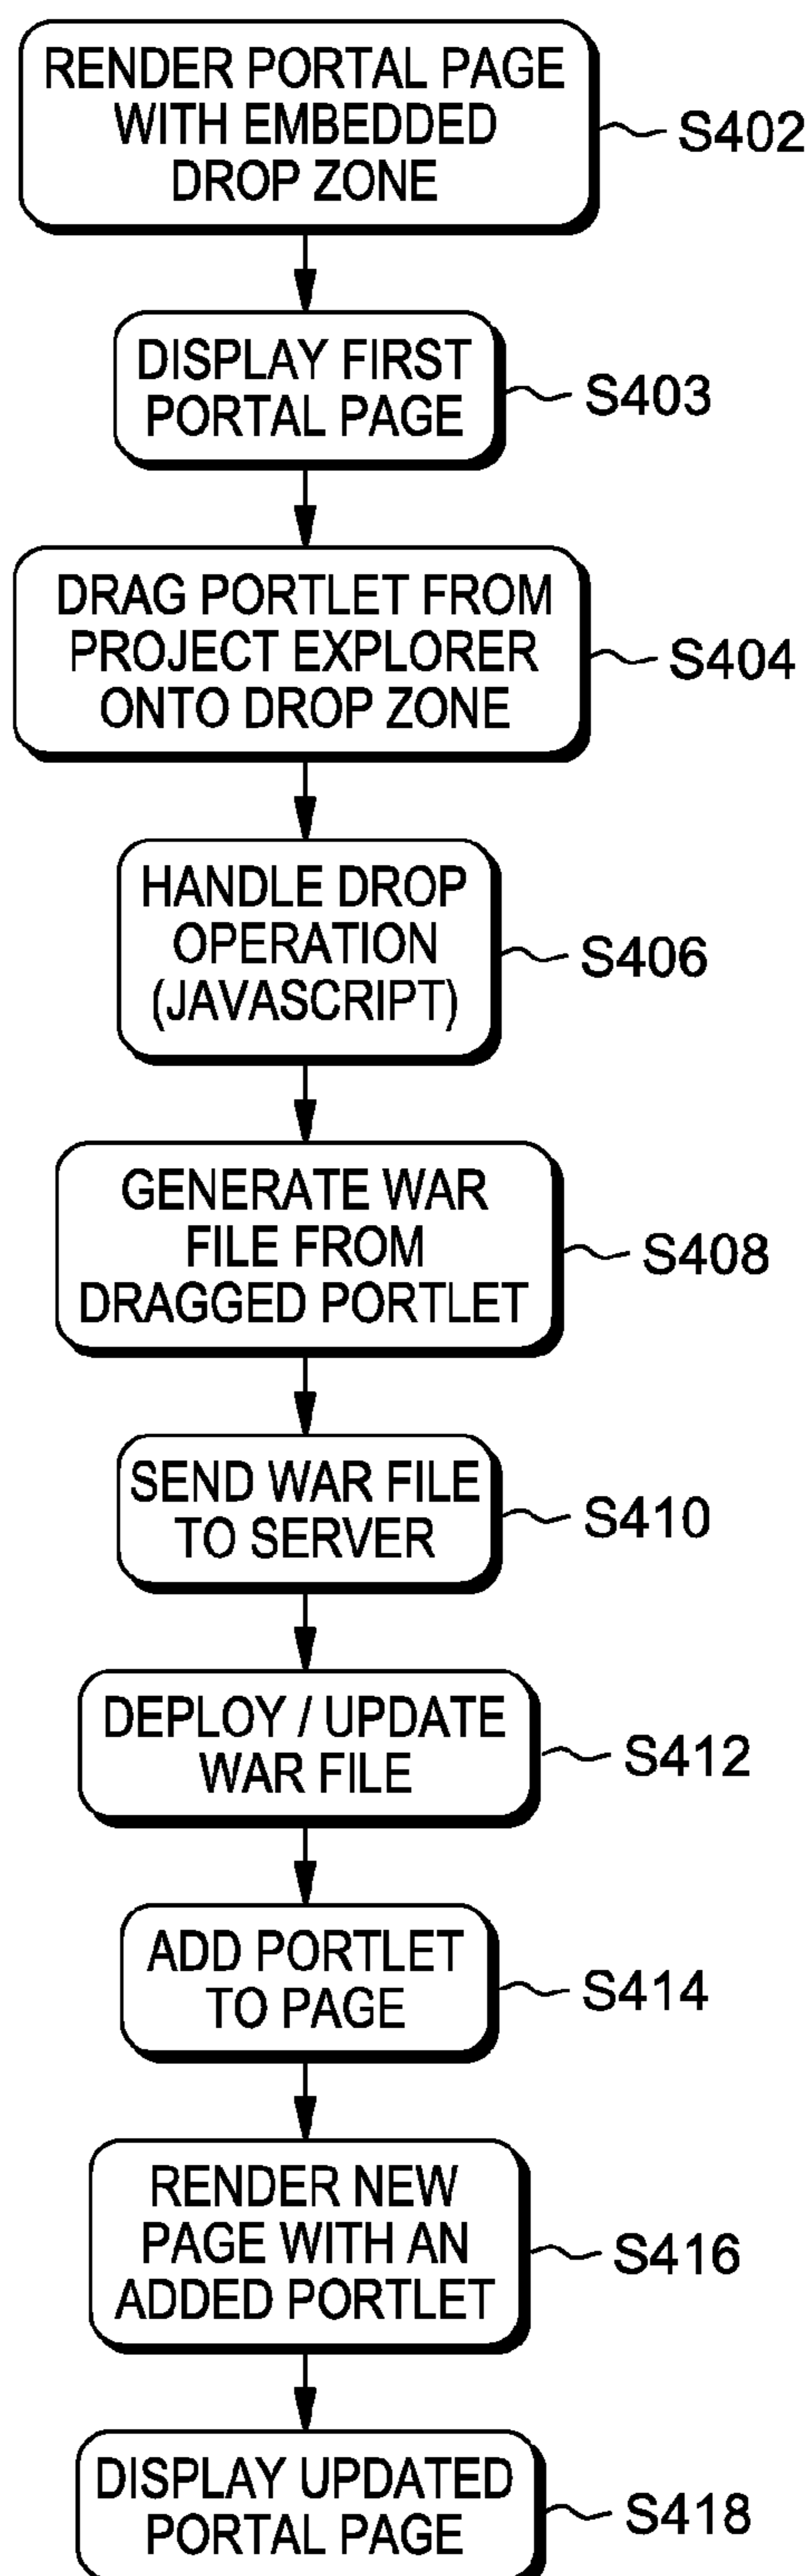 RENDER PORTAL PAGE
WITH EMBEDDED
DROP ZONE
S402
DISPLAY FIRST
PORTAL PAGE
S403
DRAG PORTLET FROM
PROJECT EXPLORER
ONTO DROP ZONE
S404
HANDLE DROP
OPERATION
(JAVASCRIPT)
S406
GENERATE WAR
FILE FROM
DRAGGED PORTLET
S408
SEND WAR FILE
TO SERVER
S410
DEPLOY / UPDATE
WAR FILE
S412
ADD PORTLET
TO PAGE
S414
RENDER NEW
PAGE WITH AN
ADDED PORTLET
S416
DISPLAY UPDATED
PORTAL PAGE
S418